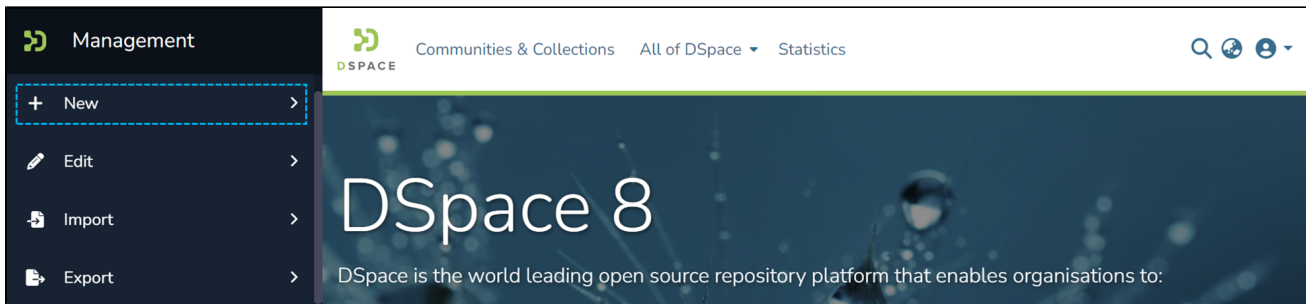 Management
New
Edit
Import
Export
DSPACE
Communities & Collections All of DSpace Statistics
DSpace 8
DSpace is the world leading open source repository platform that enables organisations to: